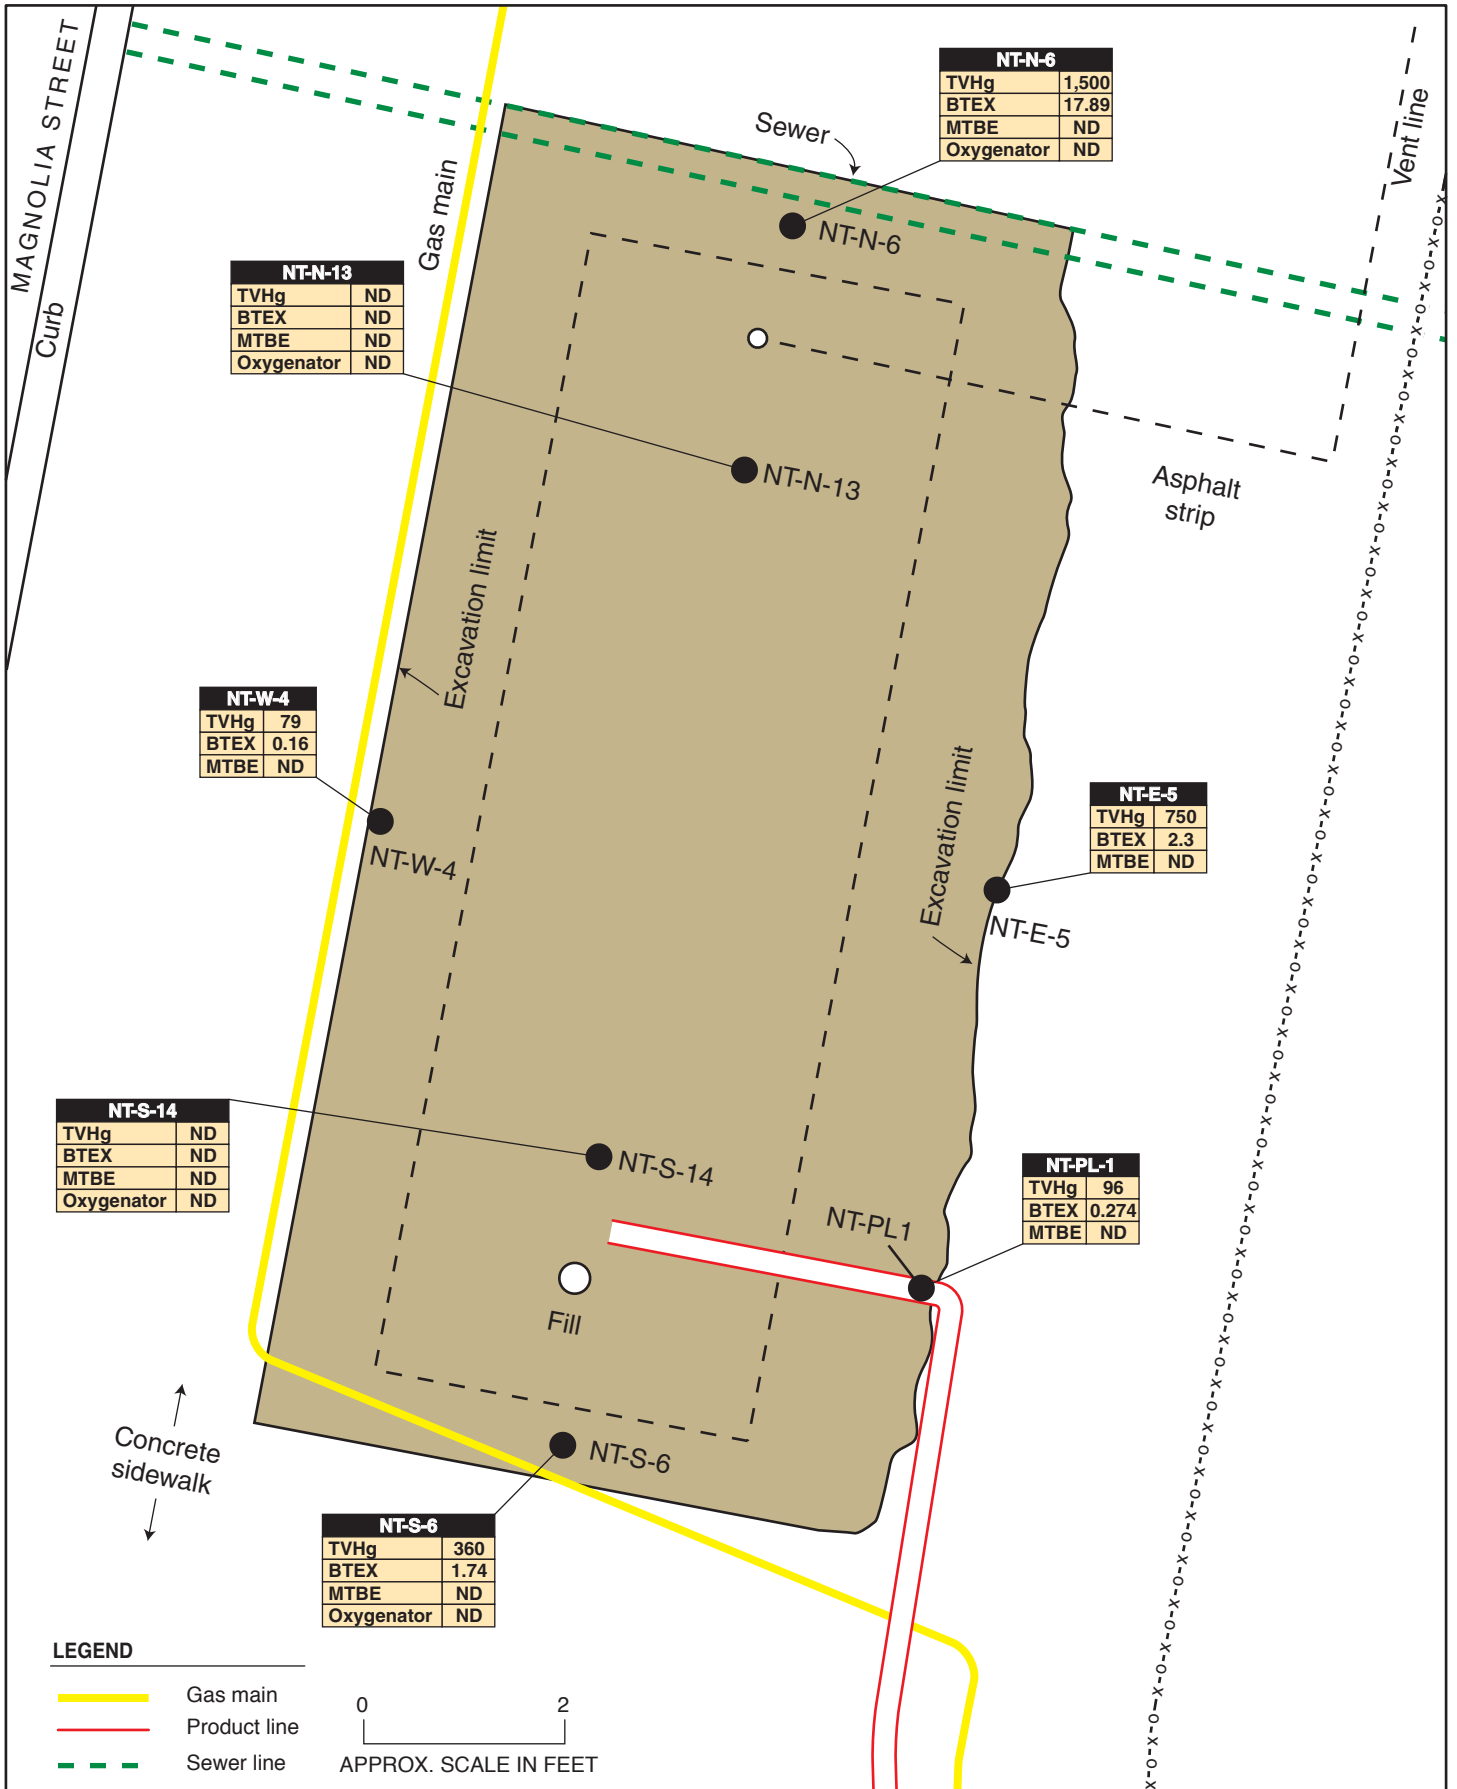 MAGNOLIA STREET
Curb
Gas main
Sewer
Vent line
NT-N-6
TVHg 1,500
BTEX 17.89
MTBE ND
Oxygenator ND
NT-N-6
NT-N-13
TVHg ND
BTEX ND
MTBE ND
Oxygenator ND
NT-N-13
Asphalt
strip
Excavation limit
NT-W-4
TVHg 79
BTEX 0.16
MTBE ND
NT-W-4
Excavation limit
NT-E-5
TVHg 750
BTEX 2.3
MTBE ND
NT-E-5
NT-S-14
TVHg ND
BTEX ND
MTBE ND
Oxygenator ND
NT-S-14
NT-PL-1
TVHg 96
BTEX 0.274
MTBE ND
NT-PL1
Fill
Concrete
sidewalk
NT-S-6
NT-S-6
TVHg 360
BTEX 1.74
MTBE ND
Oxygenator ND
LEGEND
Gas main
Product line
Sewer line
0 2
APPROX. SCALE IN FEET